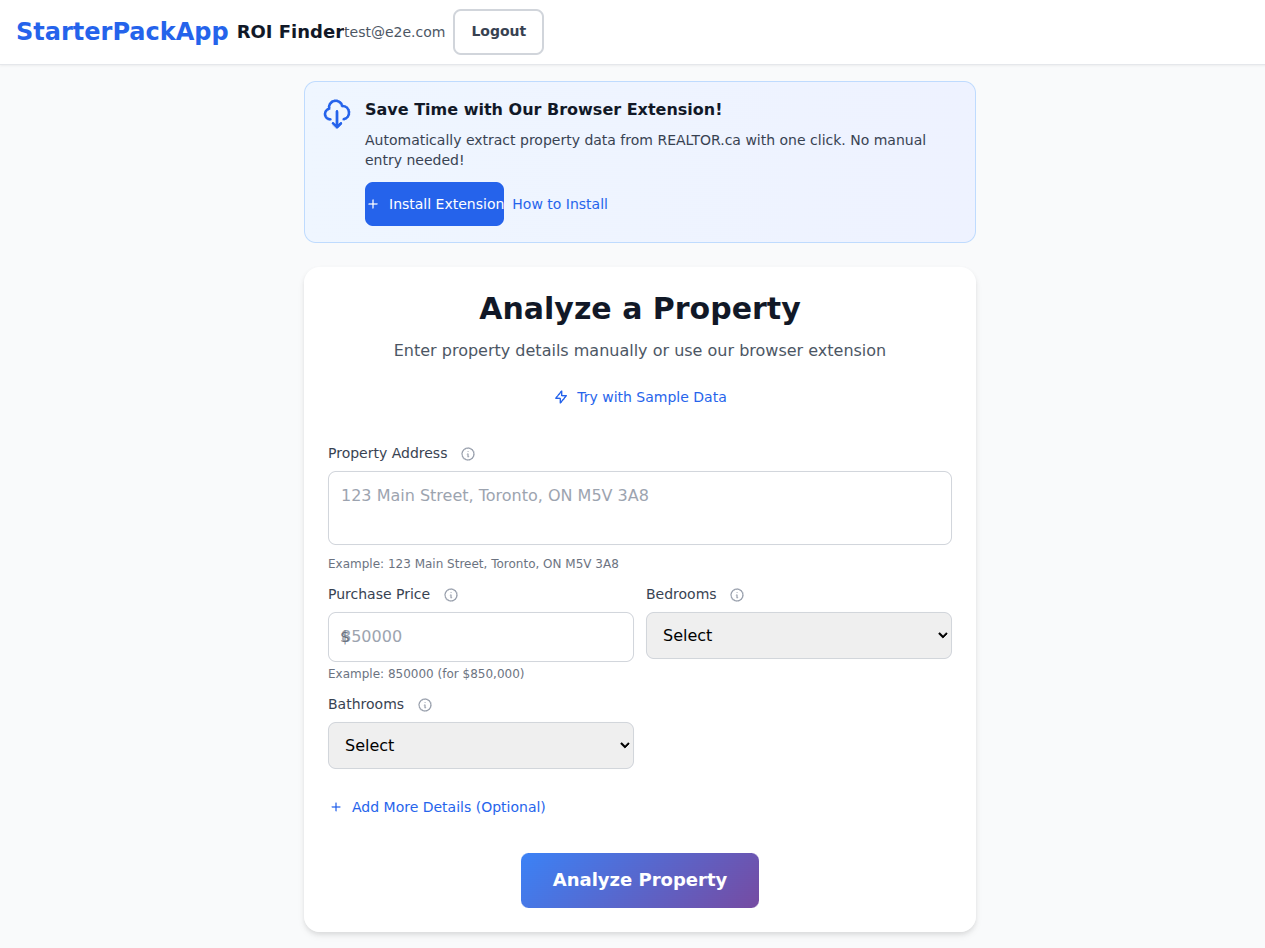 StarterPackApp ROI Finder test@e2e.com Logout
Save Time with Our Browser Extension!
Automatically extract property data from REALTOR.ca with one click. No manual
entry needed!
Install Extension How to Install
Analyze a Property
Enter property details manually or use our browser extension
Try with Sample Data
Property Address
123 Main Street, Toronto, ON M5V 3A8
Example: 123 Main Street, Toronto, ON M5V 3A8
Purchase Price Bedrooms
$850000 Select
Example: 850000 (for $850,000)
Bathrooms
Select
Add More Details (Optional)
Analyze Property